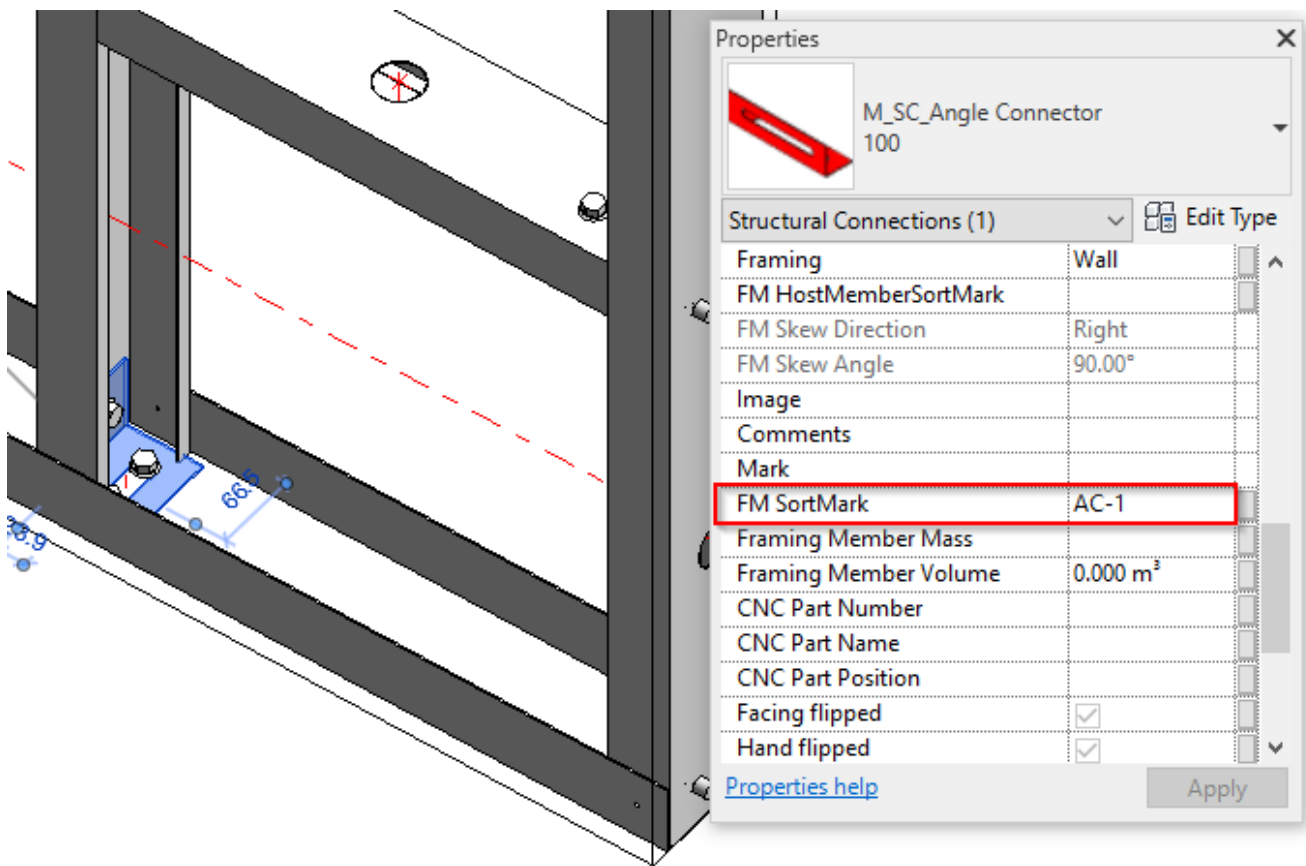 Properties
M_SC_Angle Connector
100
Structural Connections (1)
Edit Type
Framing Wall
FM HostMemberSortMark
FM Skew Direction Right
FM Skew Angle 90.00°
Image
Comments
Mark
FM SortMark AC-1
Framing Member Mass
Framing Member Volume 0.000 m³
CNC Part Number
CNC Part Name
CNC Part Position
Facing flipped
Hand flipped
Properties help
Apply
66.5